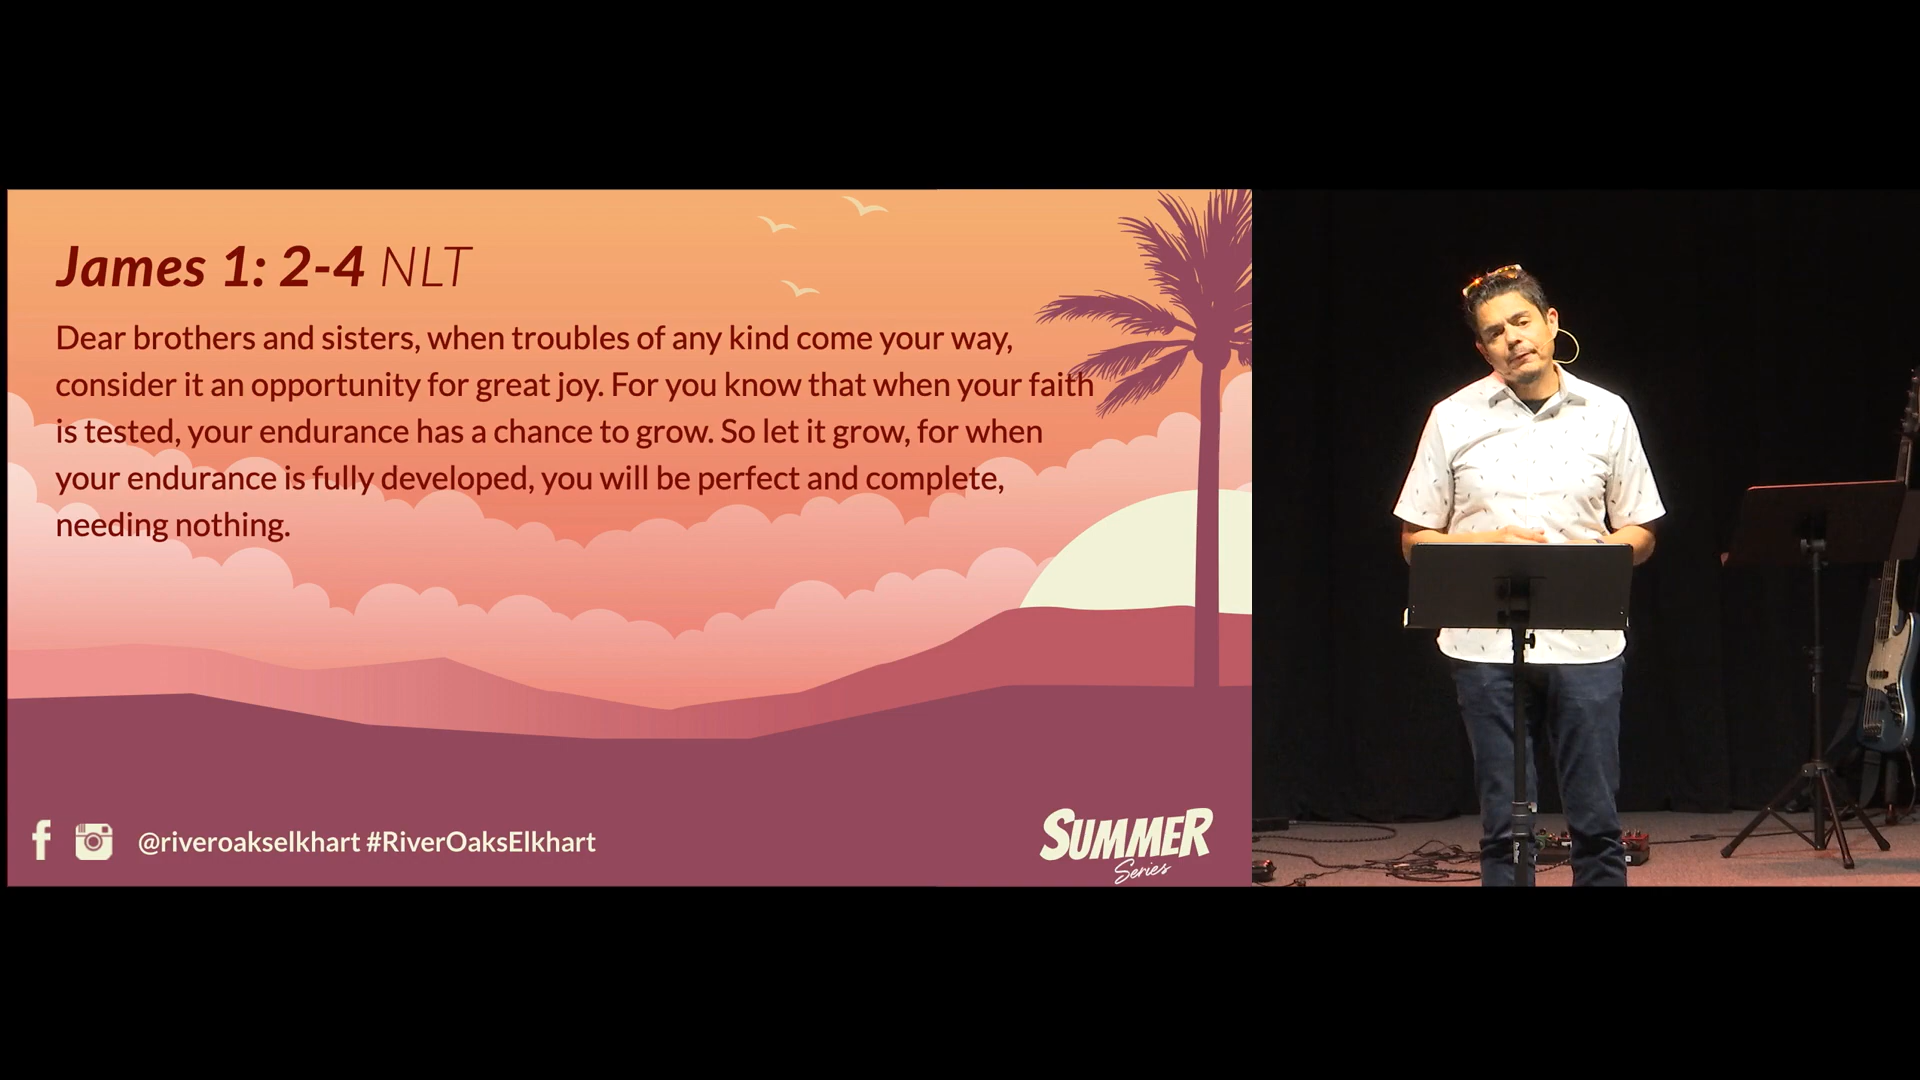 James 1: 2-4 NLT
Dear brothers and sisters, when troubles of any kind come your way,
consider it an opportunity for great joy. For you know that when your faith
is tested, your endurance has a chance to grow. So let it grow, for when
your endurance is fully developed, you will be perfect and complete,
needing nothing.
@riveroakselkhart #RiverOaksElkhart
SUMMER
Series